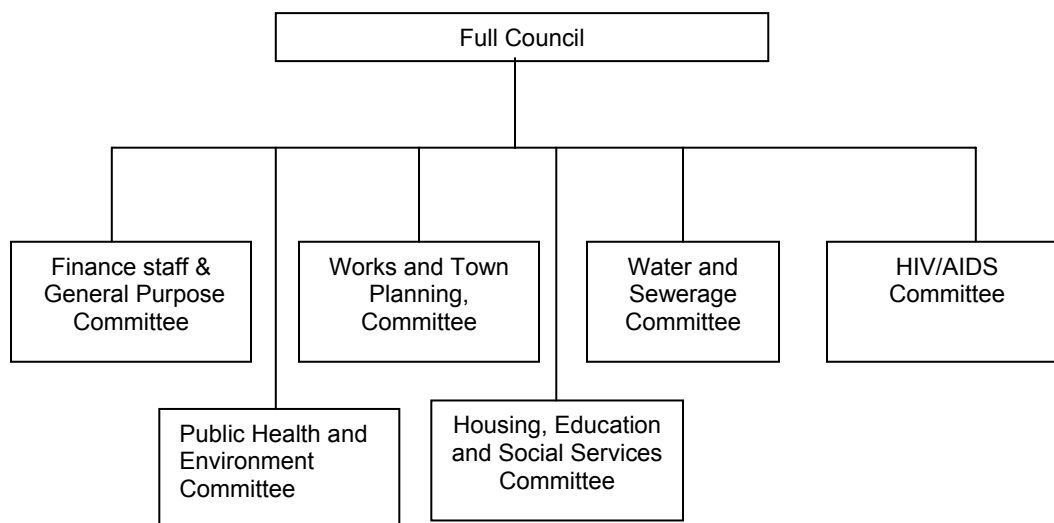 Full Council
Finance staff &
General Purpose
Committee
Works and Town
Planning,
Committee
Water and
Sewerage
Committee
HIV/AIDS
Committee
Public Health and
Environment
Committee
Housing, Education
and Social Services
Committee